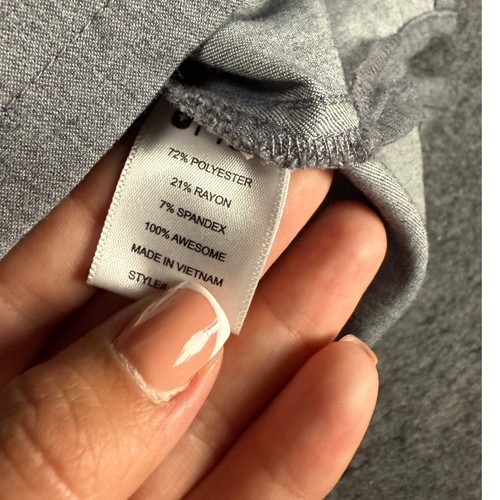 72% POLYESTER
21% RAYON
7% SPANDEX
100% AWESOME
MADE IN VIETNAM
STYLE#